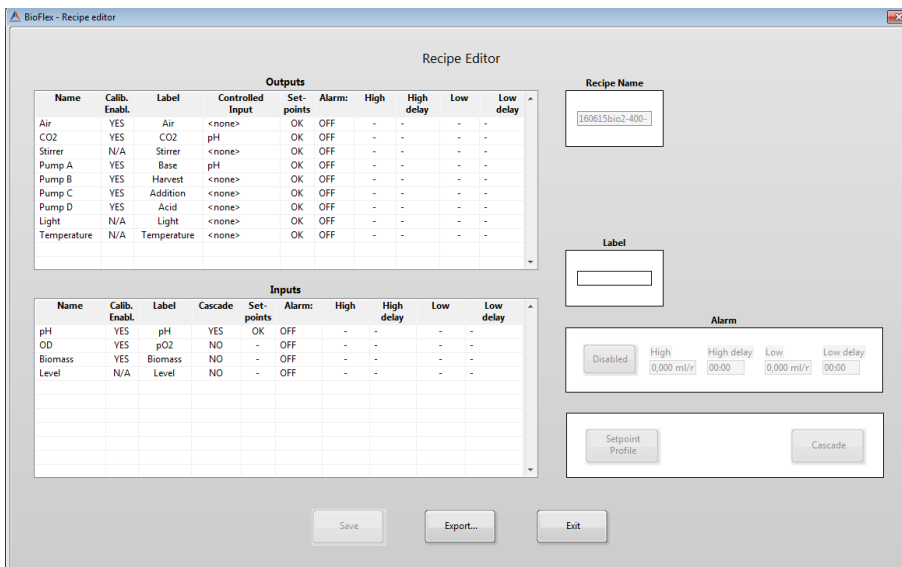 BioFlex - Recipe editor
Recipe Editor
Outputs
Name Calib. Enabl. Label Controlled Input Set-points Alarm: High High delay Low Low delay
Air YES Air <none> OK OFF - - - -
CO2 YES CO2 pH OK OFF - - - -
Stirrer N/A Stirrer <none> OK OFF - - - -
Pump A YES Base pH OK OFF - - - -
Pump B YES Harvest <none> OK OFF - - - -
Pump C YES Addition <none> OK OFF - - - -
Pump D YES Acid <none> OK OFF - - - -
Light N/A Light <none> OK OFF - - - -
Temperature N/A Temperature <none> OK OFF - - - -
Inputs
Name Calib. Enabl. Label Cascade Set-points Alarm: High High delay Low Low delay
pH YES pH YES OK OFF - - - -
OD YES pO2 NO - OFF - - - -
Biomass YES Biomass NO - OFF - - - -
Level N/A Level NO - OFF - - - -
Recipe Name
160615bio2-400-
Label
Alarm
Disabled
High High delay Low Low delay
0,000 ml/r 00:00 0,000 ml/r 00:00
Setpoint
Profile
Cascade
Save Export... Exit